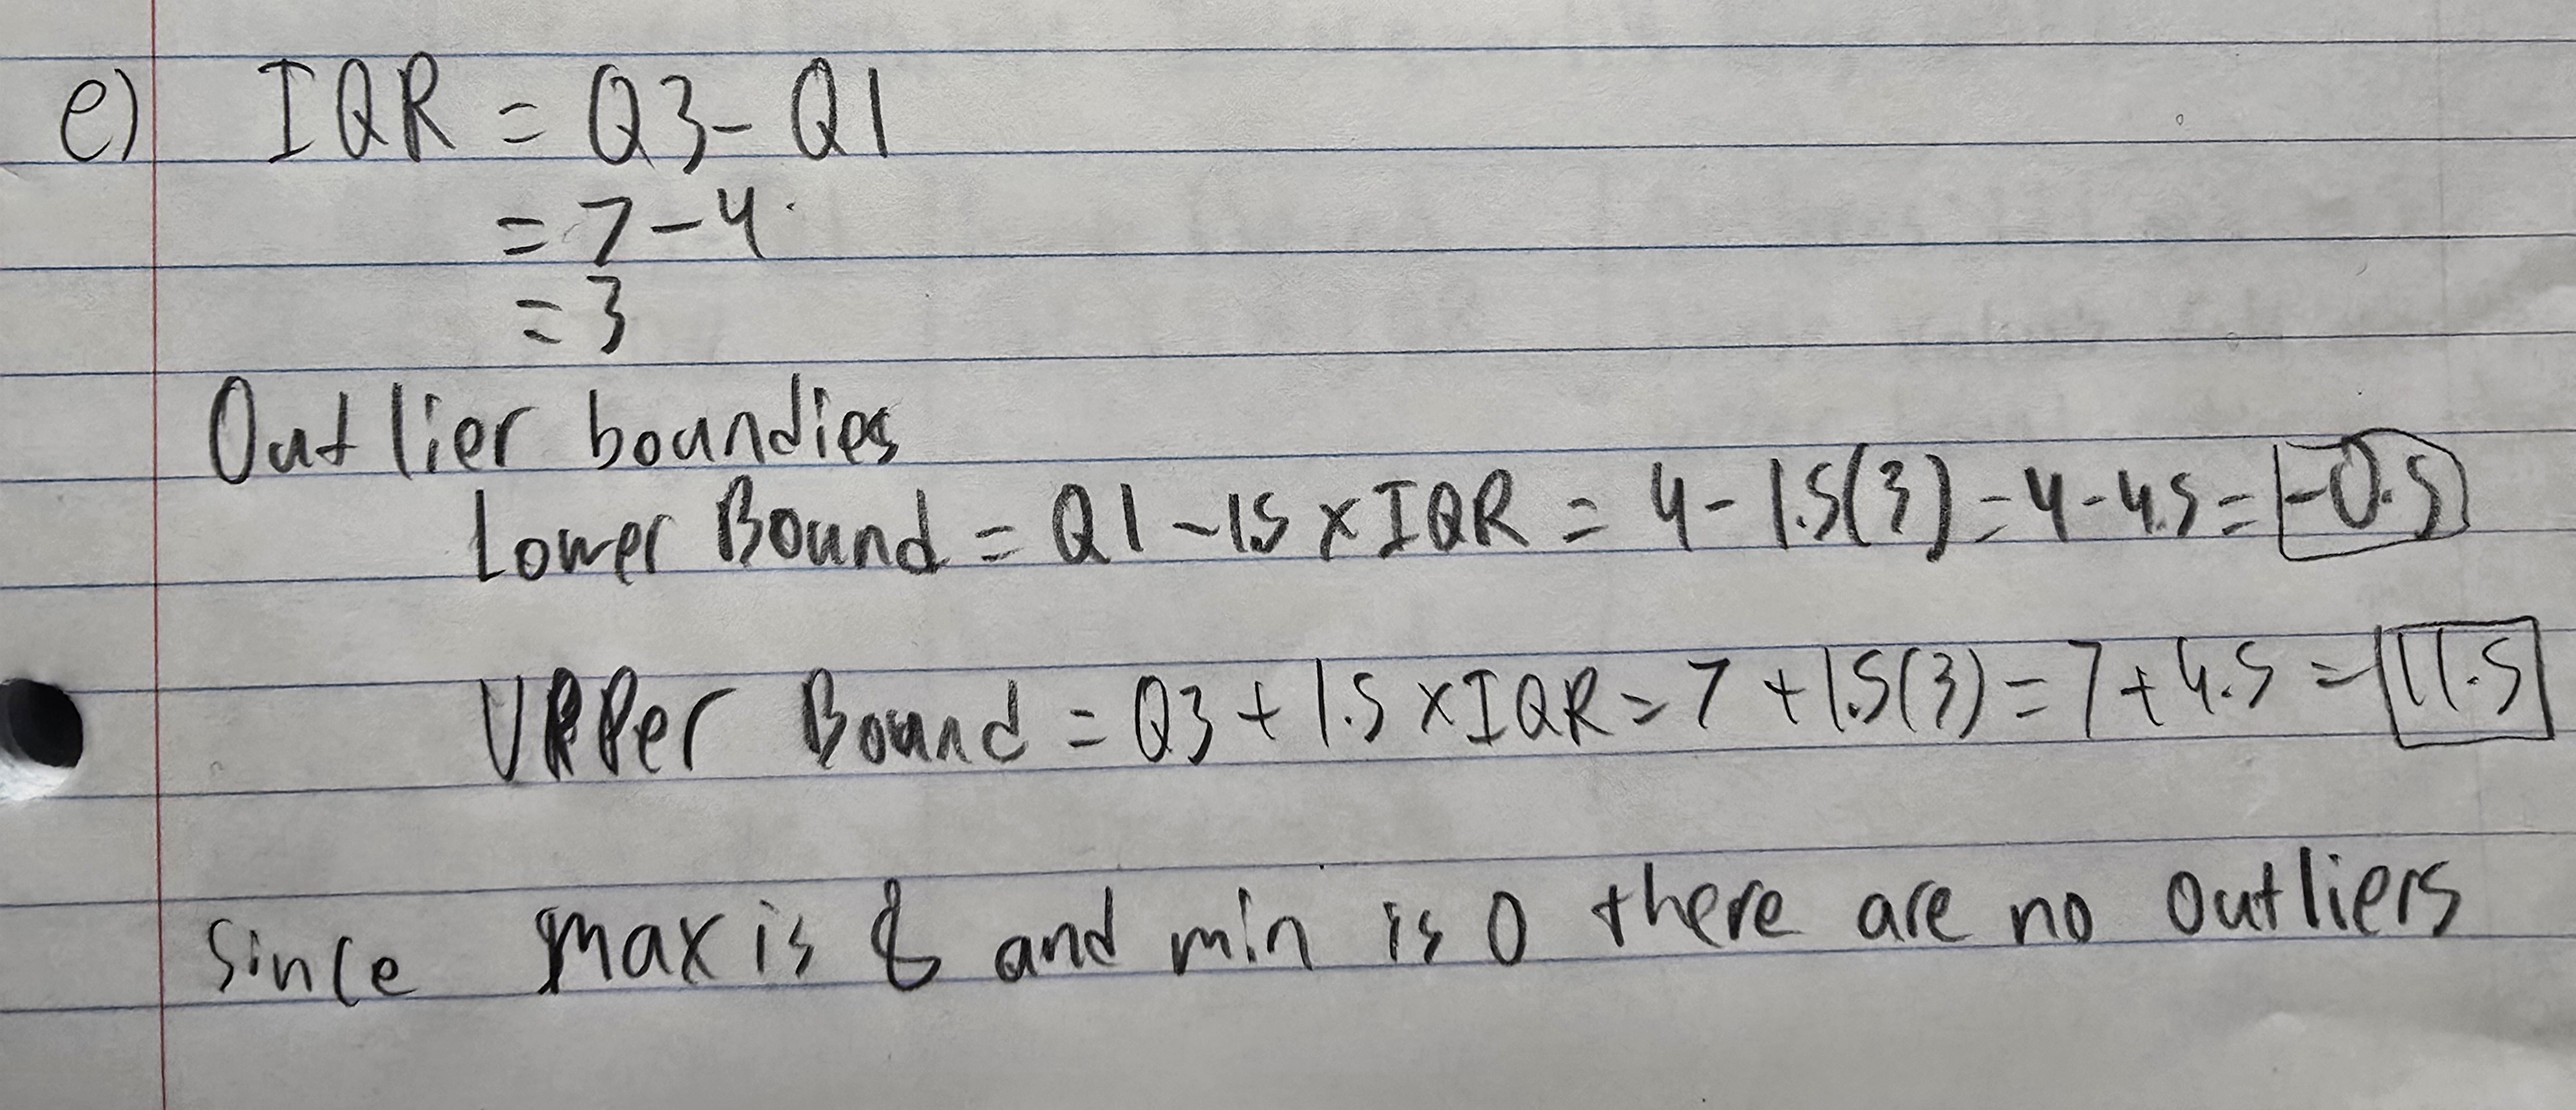 e) IQR = Q3 - Q1
= 7 - 4
= 3
Outlier boundies
Lower Bound = Q1 - 1.5 x IQR = 4 - 1.5(3) = 4 - 4.5 = -0.5
UPPer Bound = Q3 + 1.5 x IQR = 7 + 1.5(3) = 7 + 4.5 = 11.5
Since max is 8 and min is 0 there are no outliers